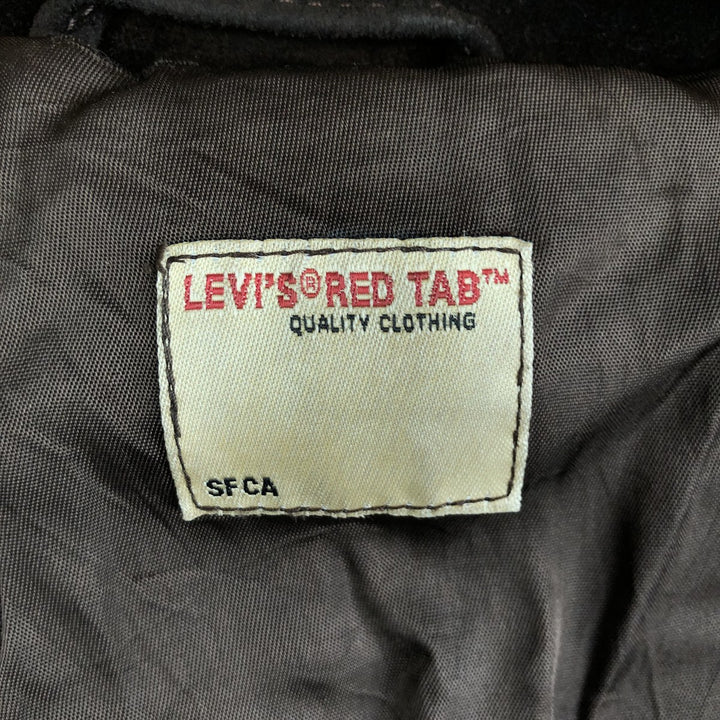 LEVI'S® RED TAB™
QUALITY CLOTHING
SF CA